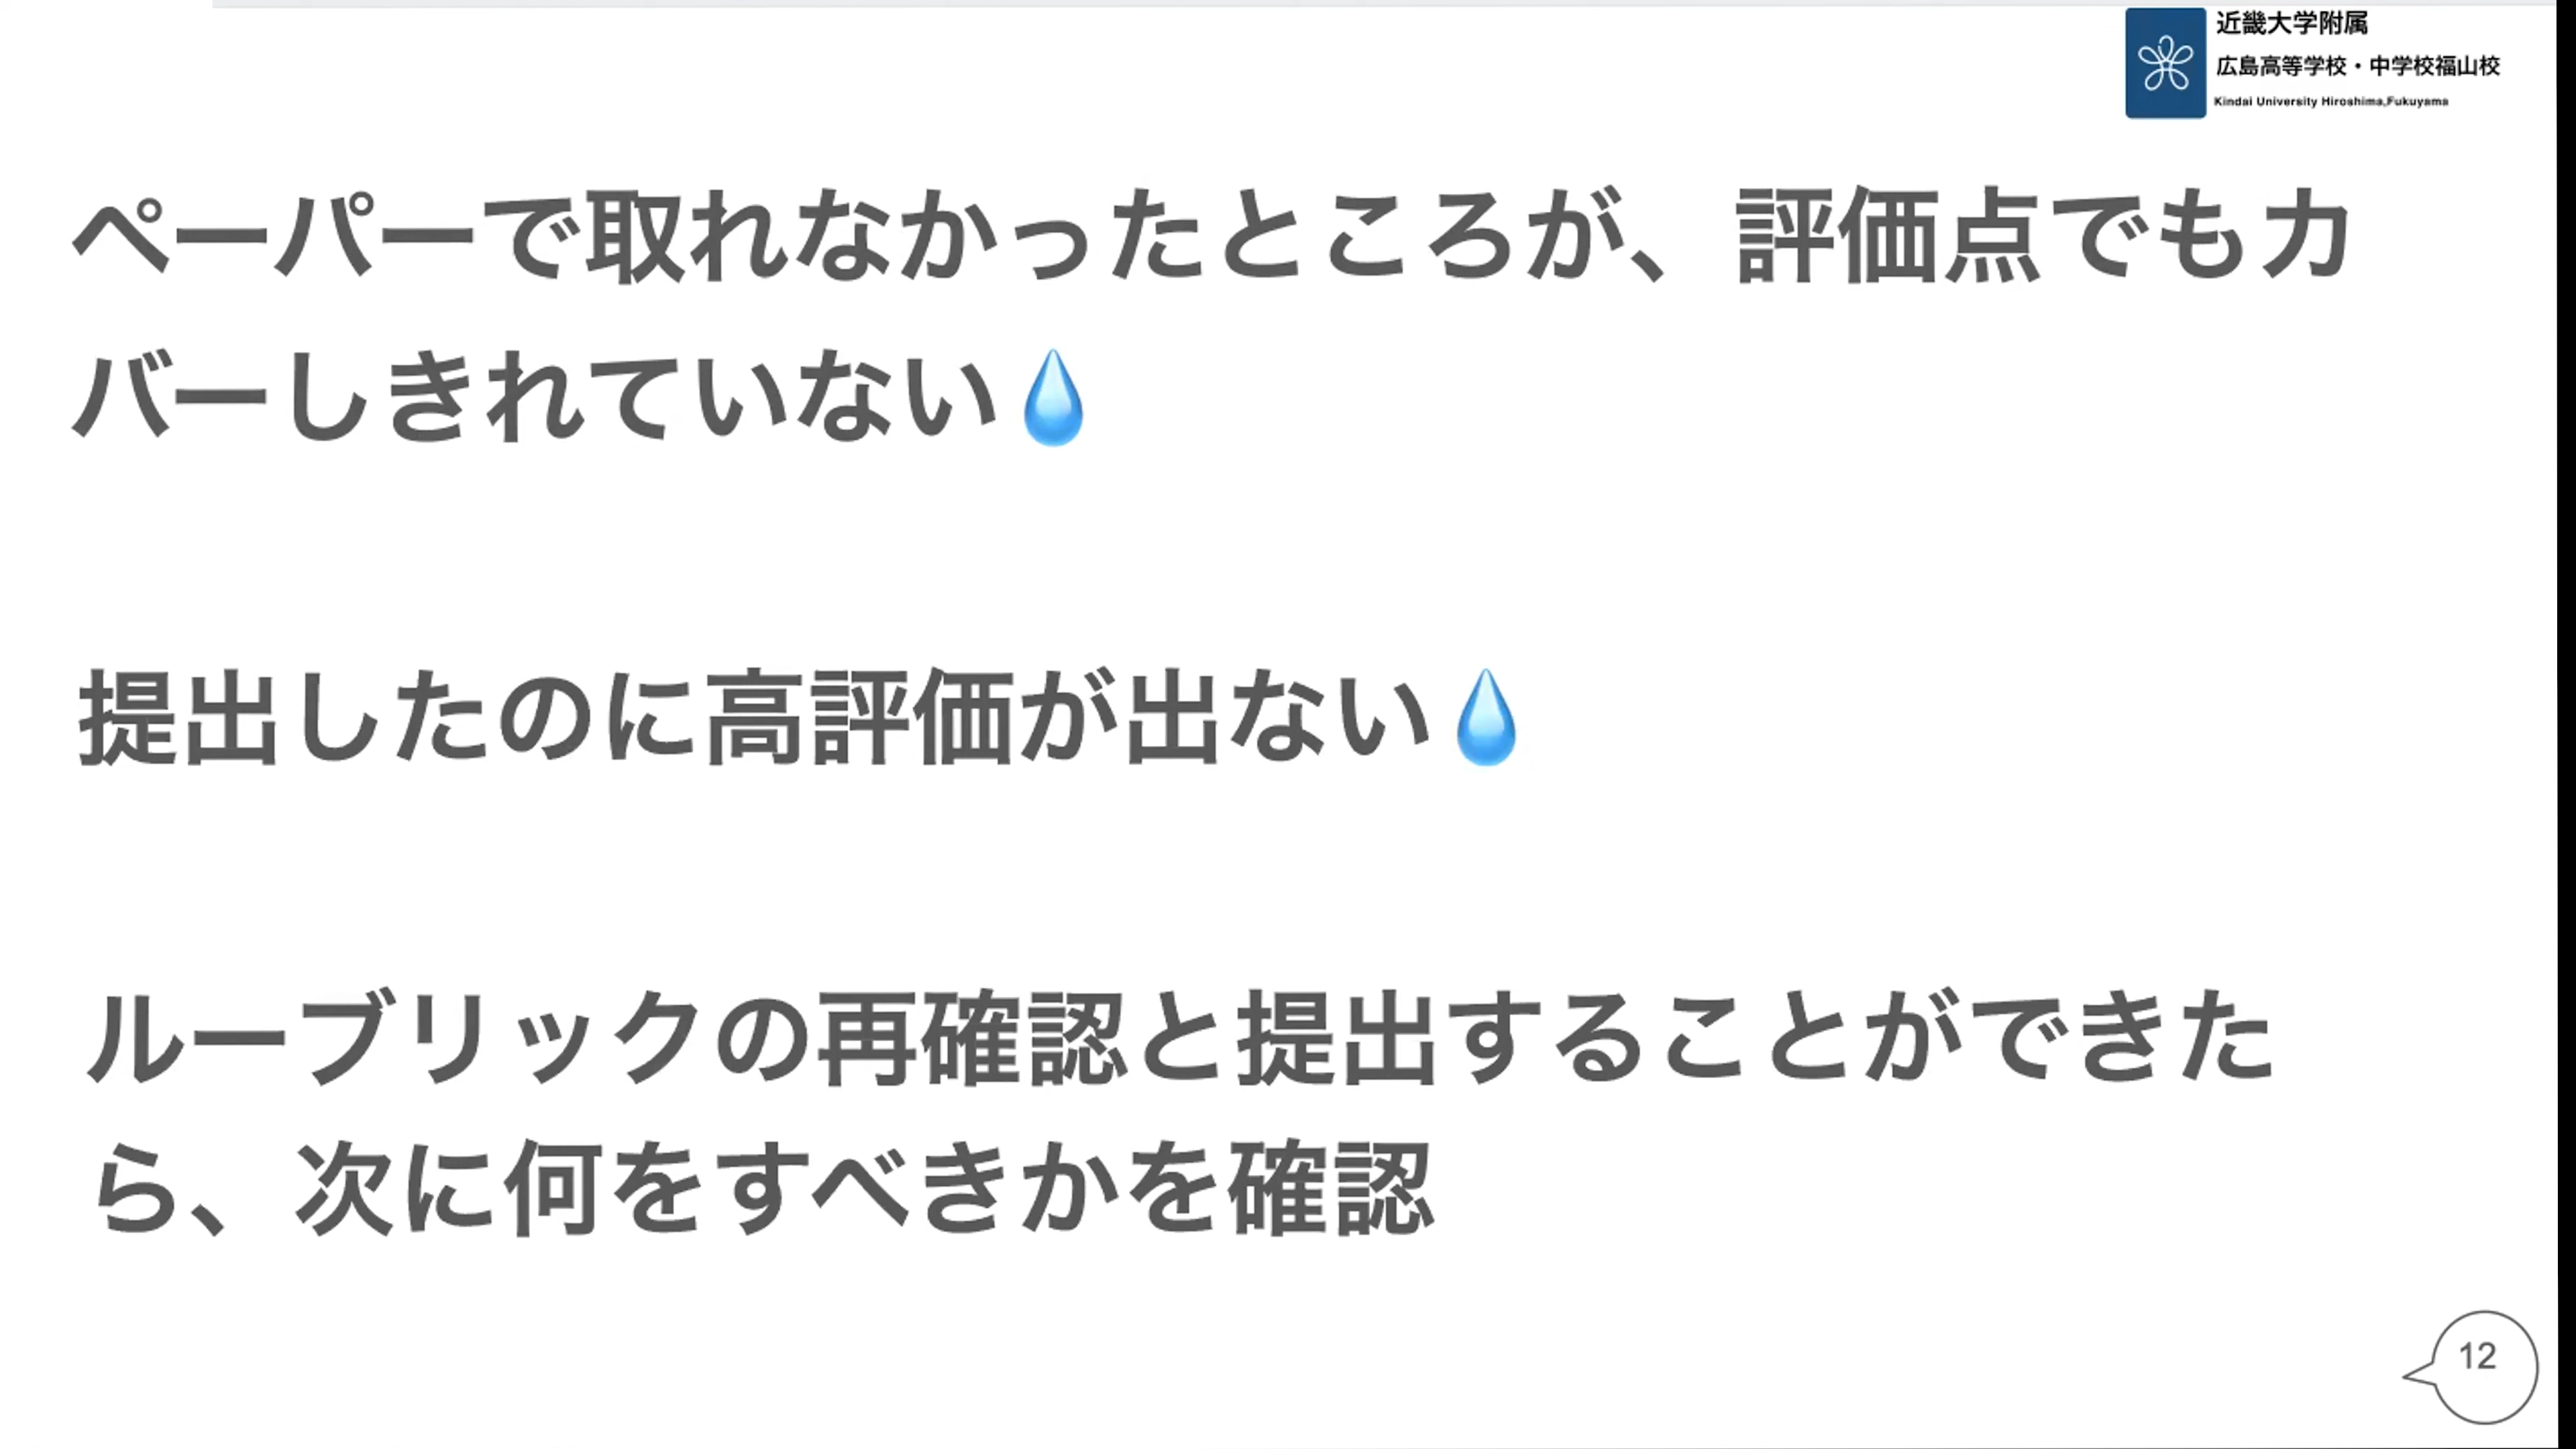 近畿大学附属
広島高等学校・中学校福山校
Kindai University Hiroshima,Fukuyama
ペーパーで取れなかったところが、評価点でもカ
バーしきれていない💧
提出したのに高評価が出ない💧
ルーブリックの再確認と提出することができた
ら、次に何をすべきかを確認
12